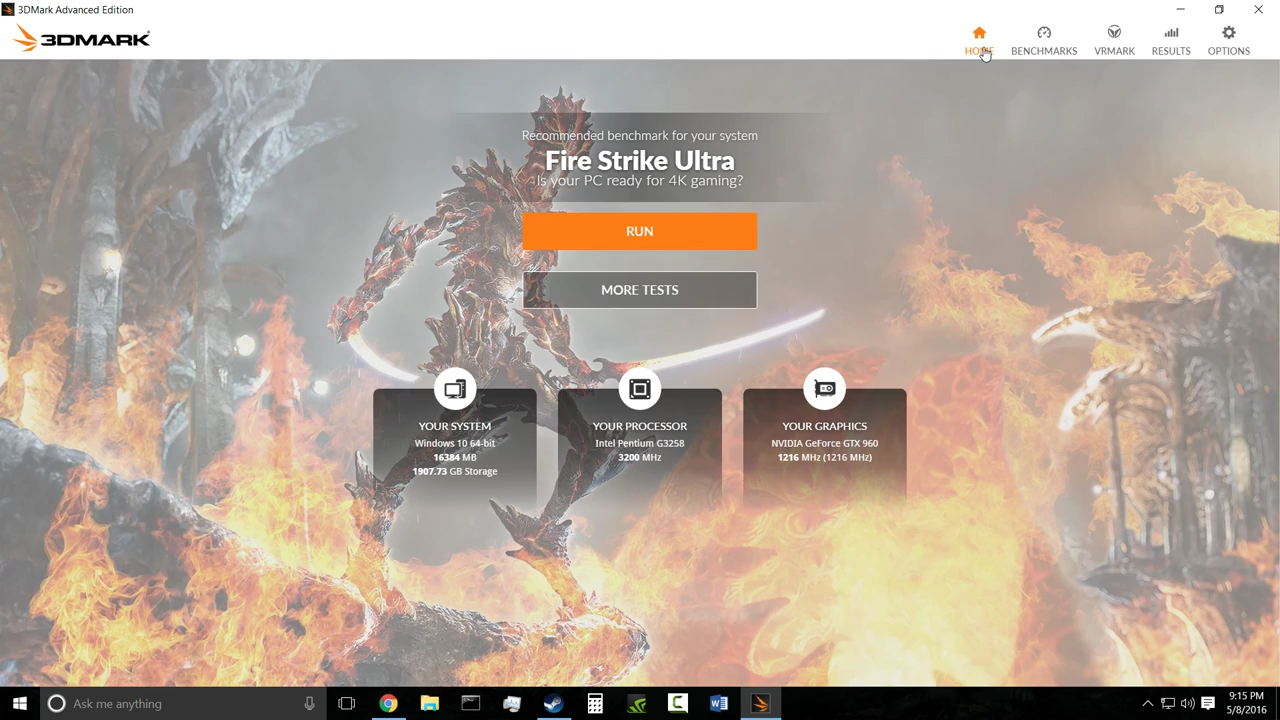 3DMark Advanced Edition
3DMARK
HOME
BENCHMARKS
VRMARK
RESULTS
OPTIONS
Recommended benchmark for your system
Fire Strike Ultra
Is your PC ready for 4K gaming?
RUN
MORE TESTS
YOUR SYSTEM
Windows 10 64-bit
16384 MB
1907.73 GB Storage
YOUR PROCESSOR
Intel Pentium G3258
3200 MHz
YOUR GRAPHICS
NVIDIA GeForce GTX 960
1216 MHz (1216 MHz)
Ask me anything
9:15 PM
5/8/2016